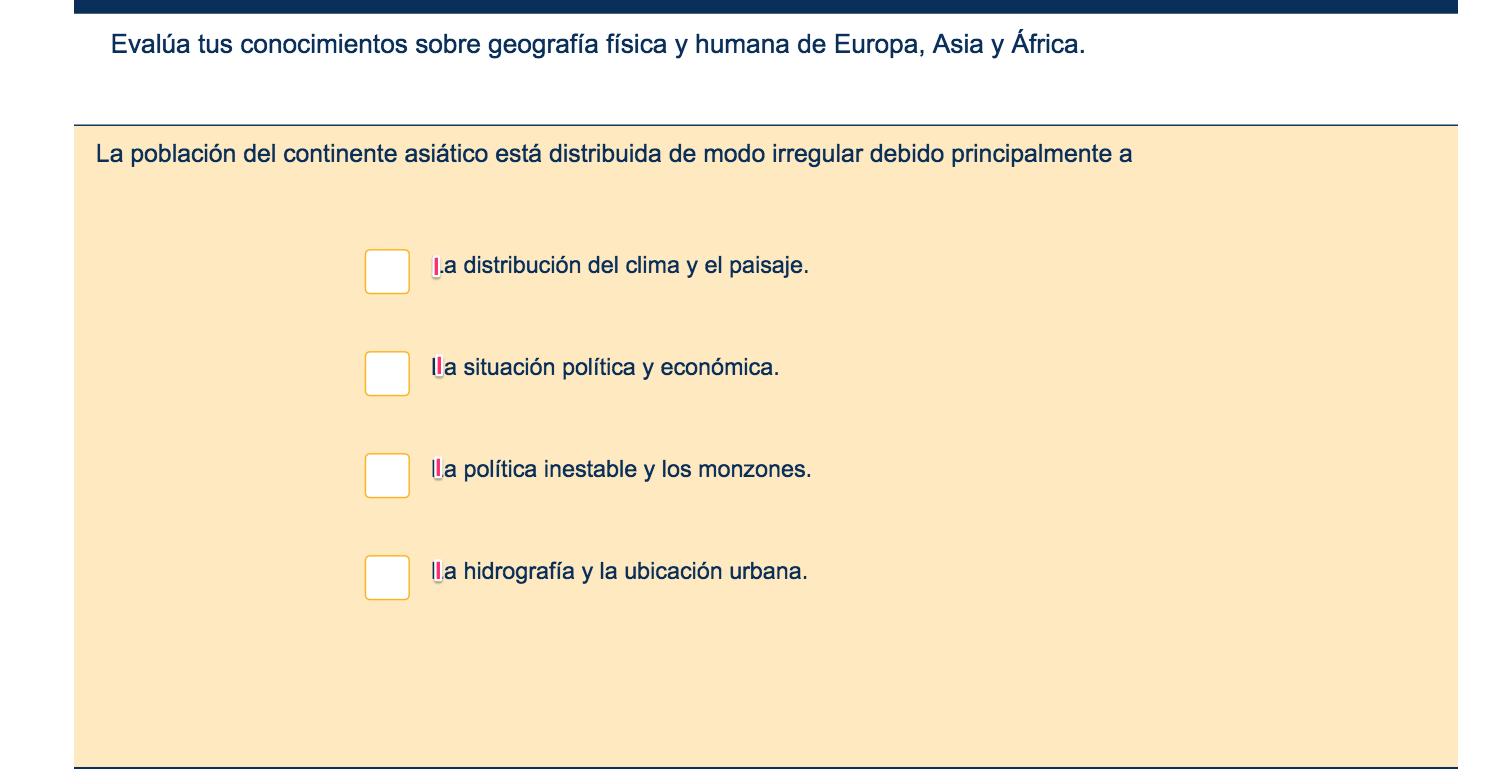 Evalúa tus conocimientos sobre geografía física y humana de Europa, Asia y África.
La población del continente asiático está distribuida de modo irregular debido principalmente a
la distribución del clima y el paisaje.
la situación política y económica.
la política inestable y los monzones.
la hidrografía y la ubicación urbana.